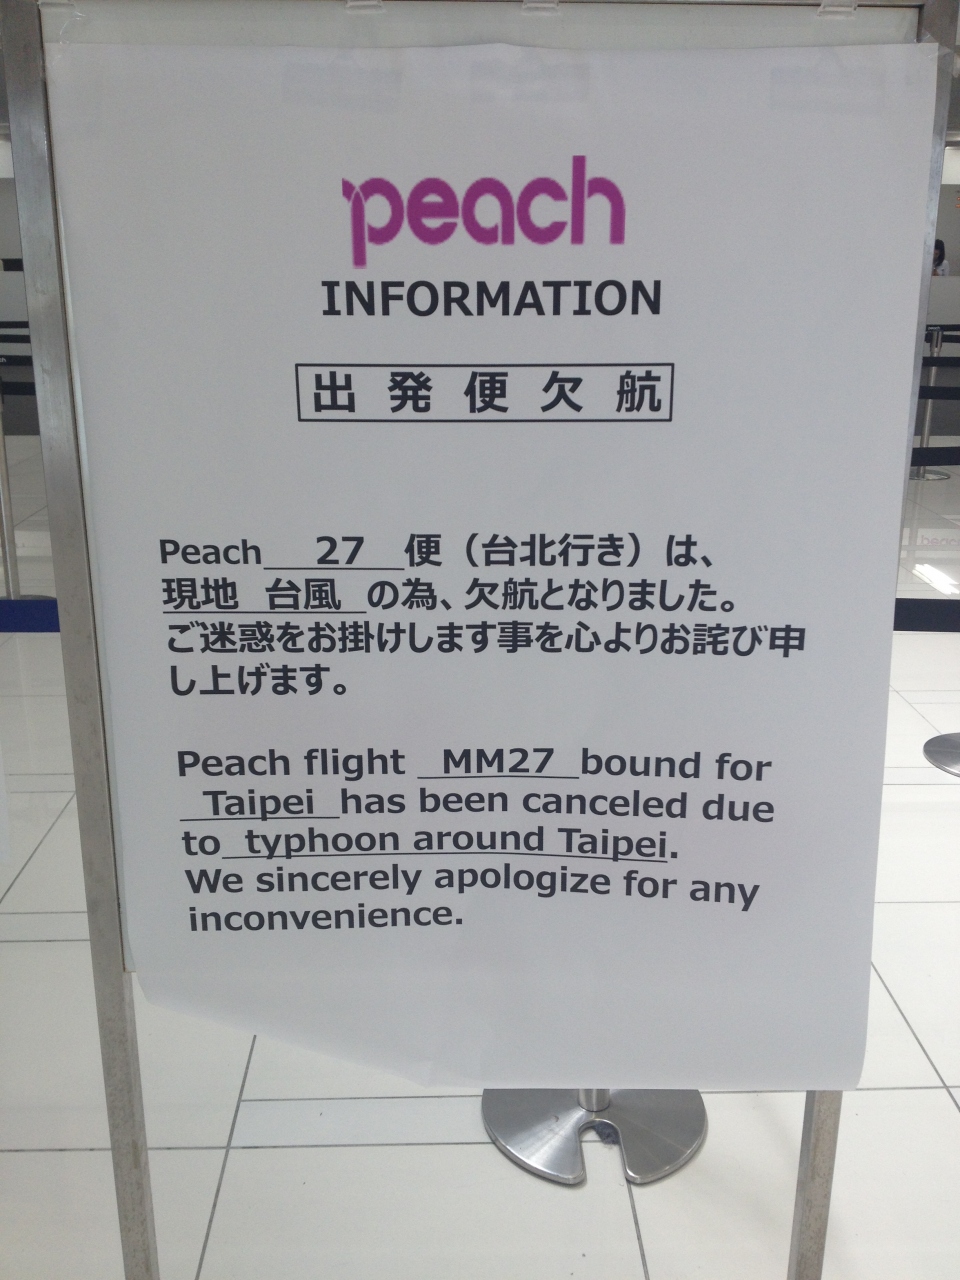 peach
INFORMATION
出発便欠航
Peach 27 便（台北行き）は、
現地 台風 の為、欠航となりました。
ご迷惑をお掛けします事を心よりお詫び申
し上げます。
Peach flight MM27 bound for
Taipei has been canceled due
to typhoon around Taipei.
We sincerely apologize for any
inconvenience.